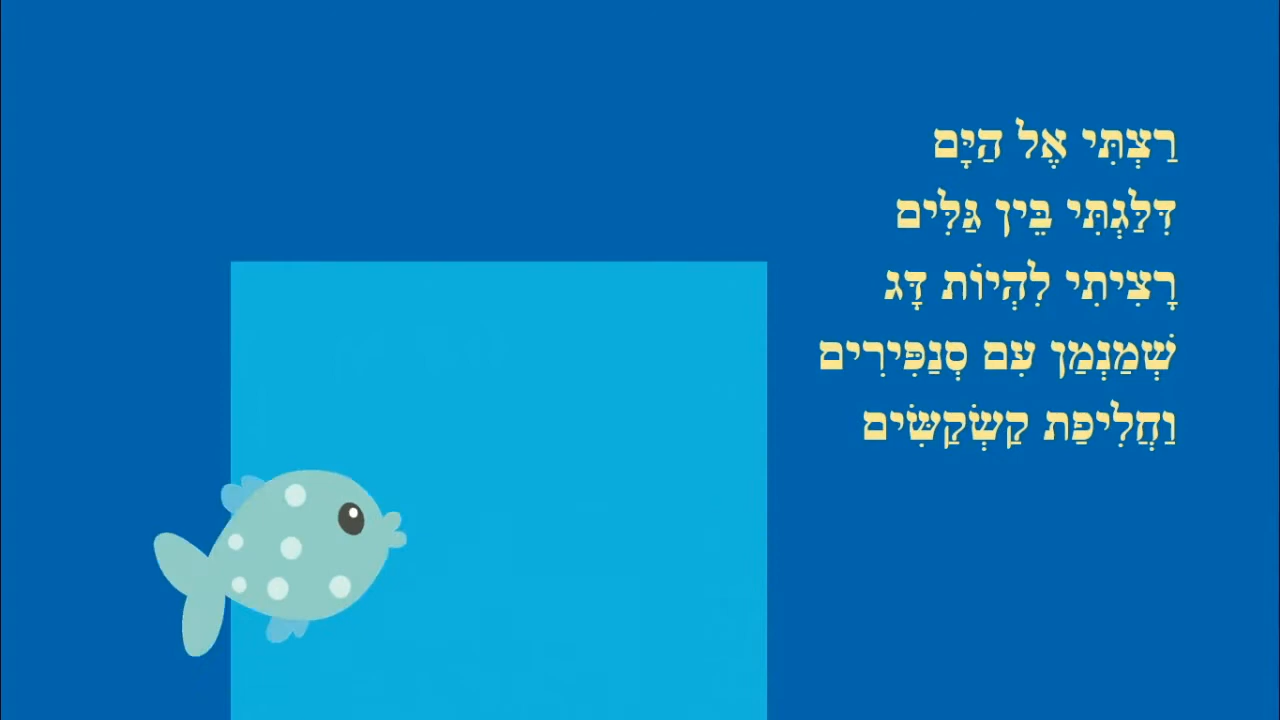 רַצְתִּי אֶל הַיָּם
דִּלַּגְתִּי בֵּין גַּלִּים
רָצִיתִי לִהְיוֹת דָּג
שְׁמַנְמַן עִם סְנַפִּירִים
וַחֲלִיפַת קַשְׂקַשִּׂים